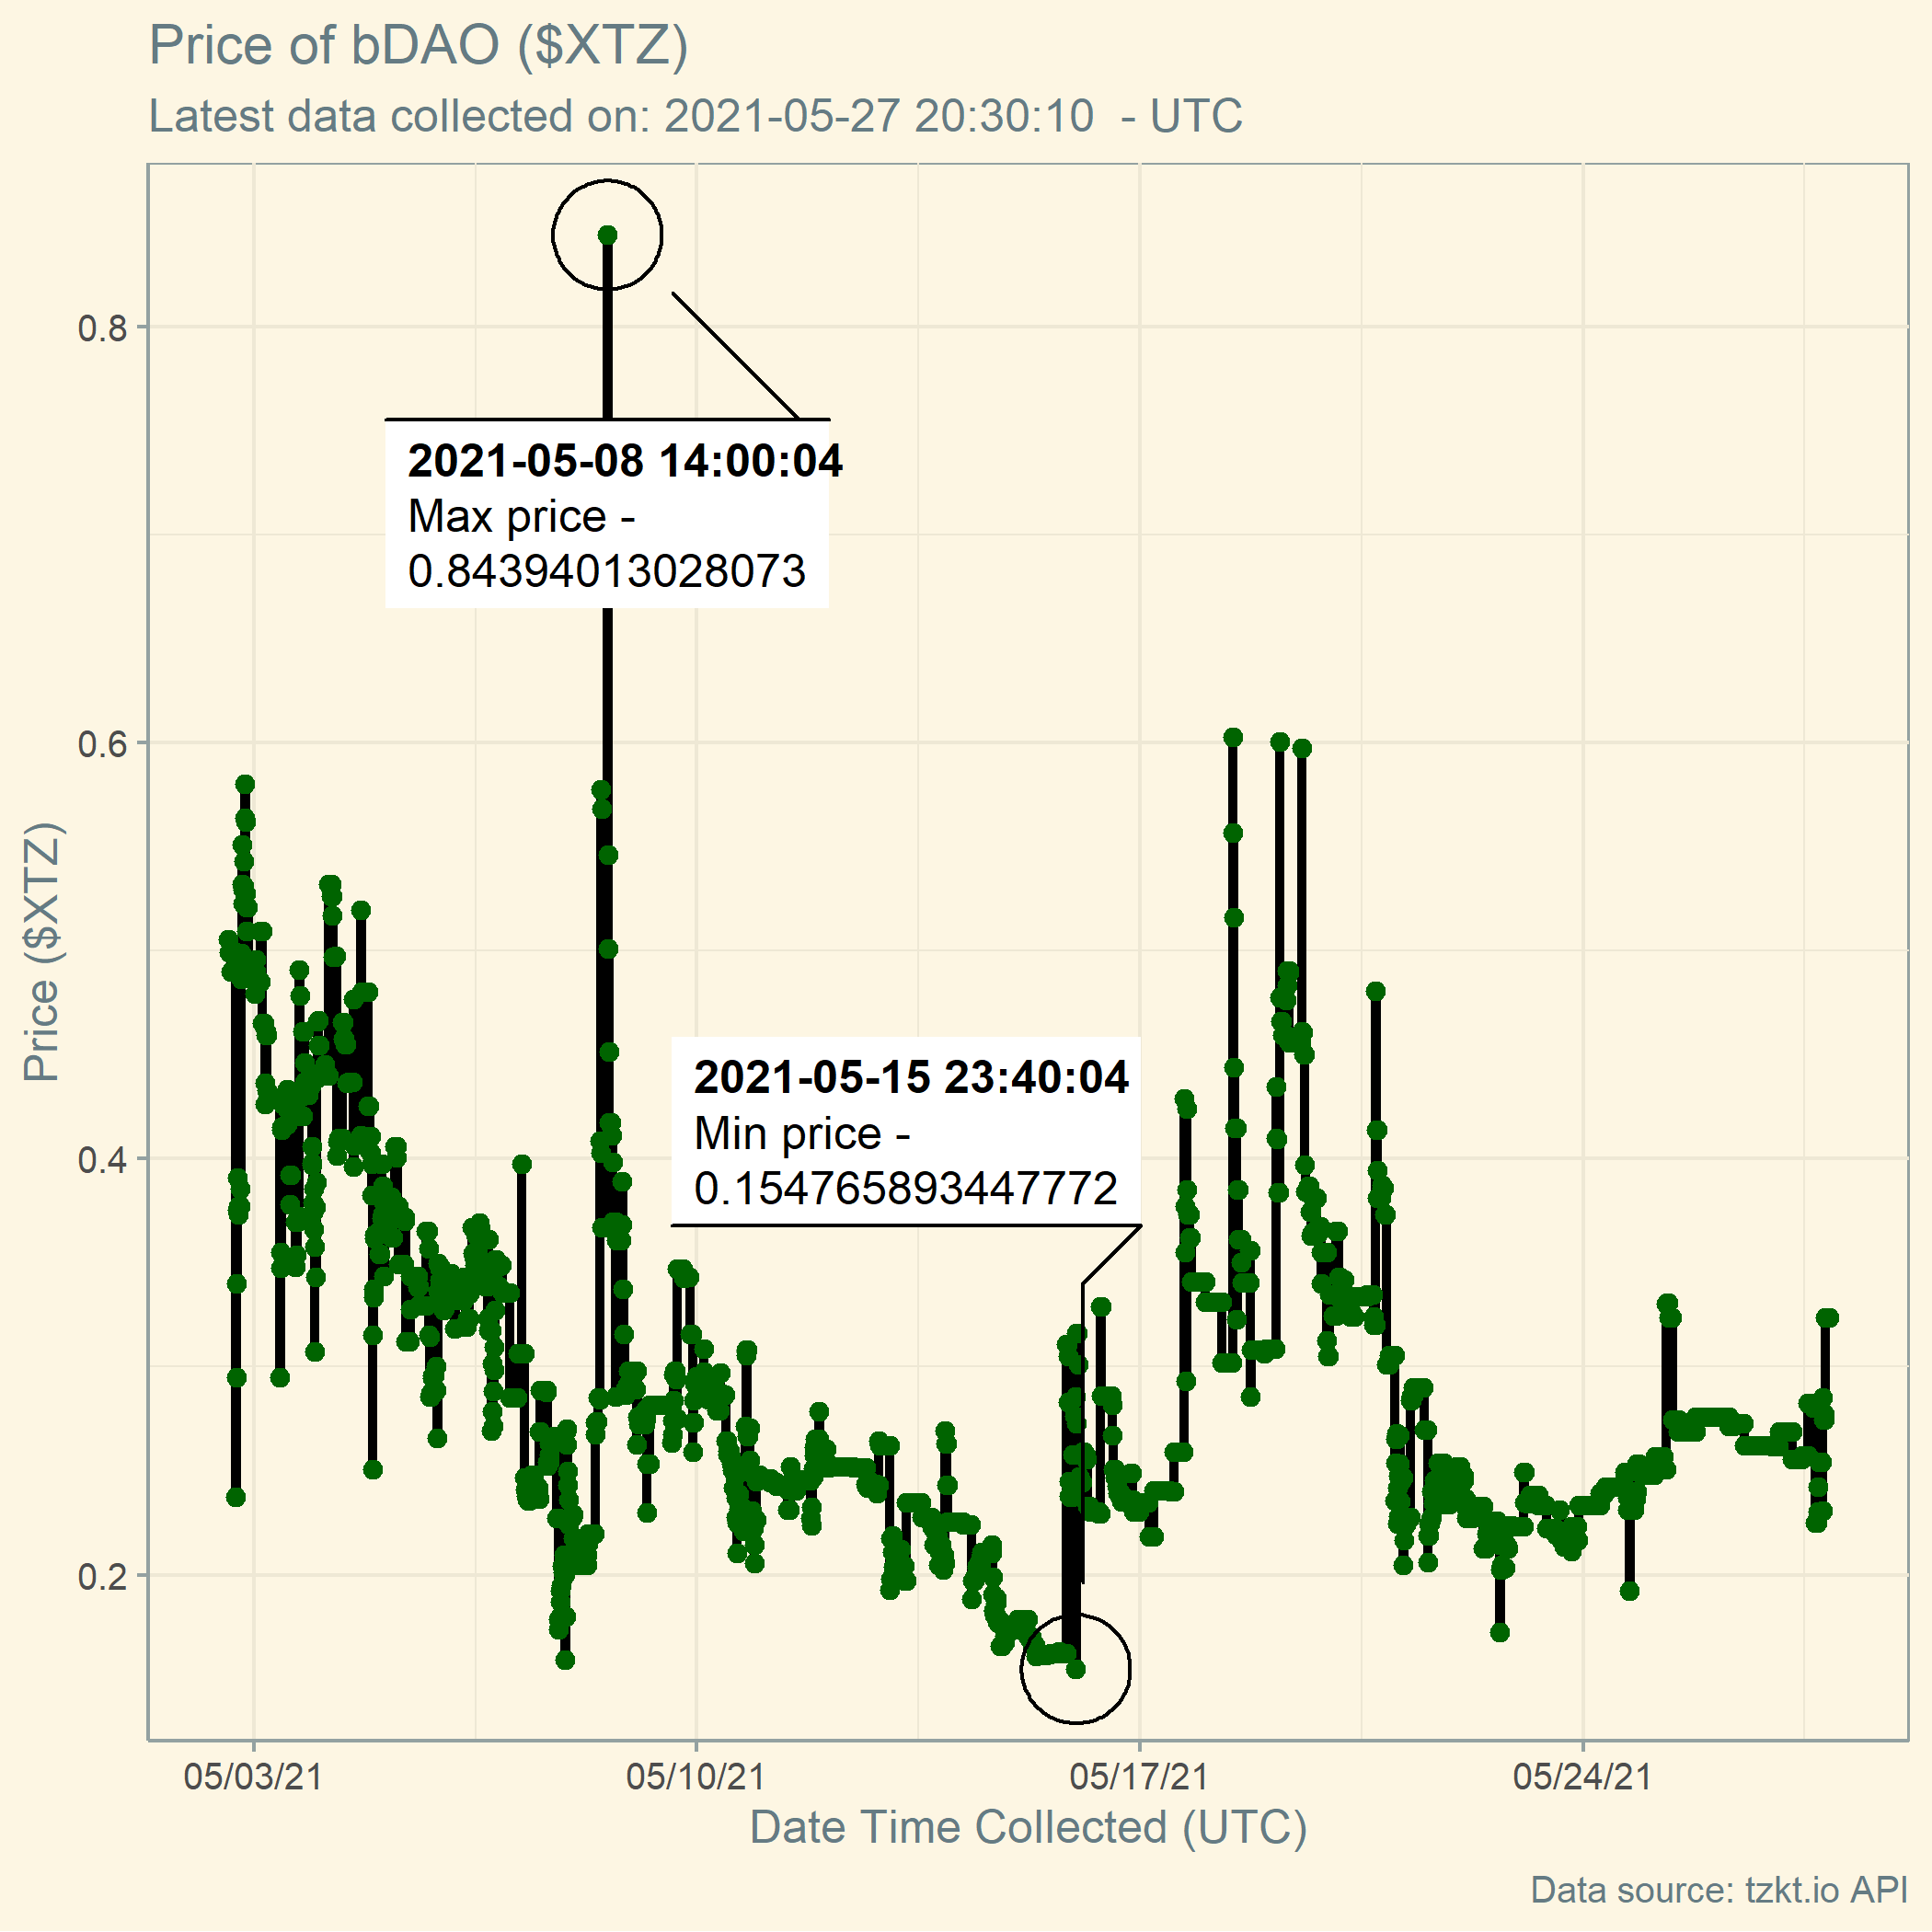 Price of bDAO ($XTZ)
Latest data collected on: 2021-05-27 20:30:10  - UTC
Price ($XTZ)
0.8
0.6
0.4
0.2
2021-05-08 14:00:04
Max price -
0.84394013028073
2021-05-15 23:40:04
Min price -
0.154765893447772
05/03/21
05/10/21
05/17/21
05/24/21
Date Time Collected (UTC)
Data source: tzkt.io API